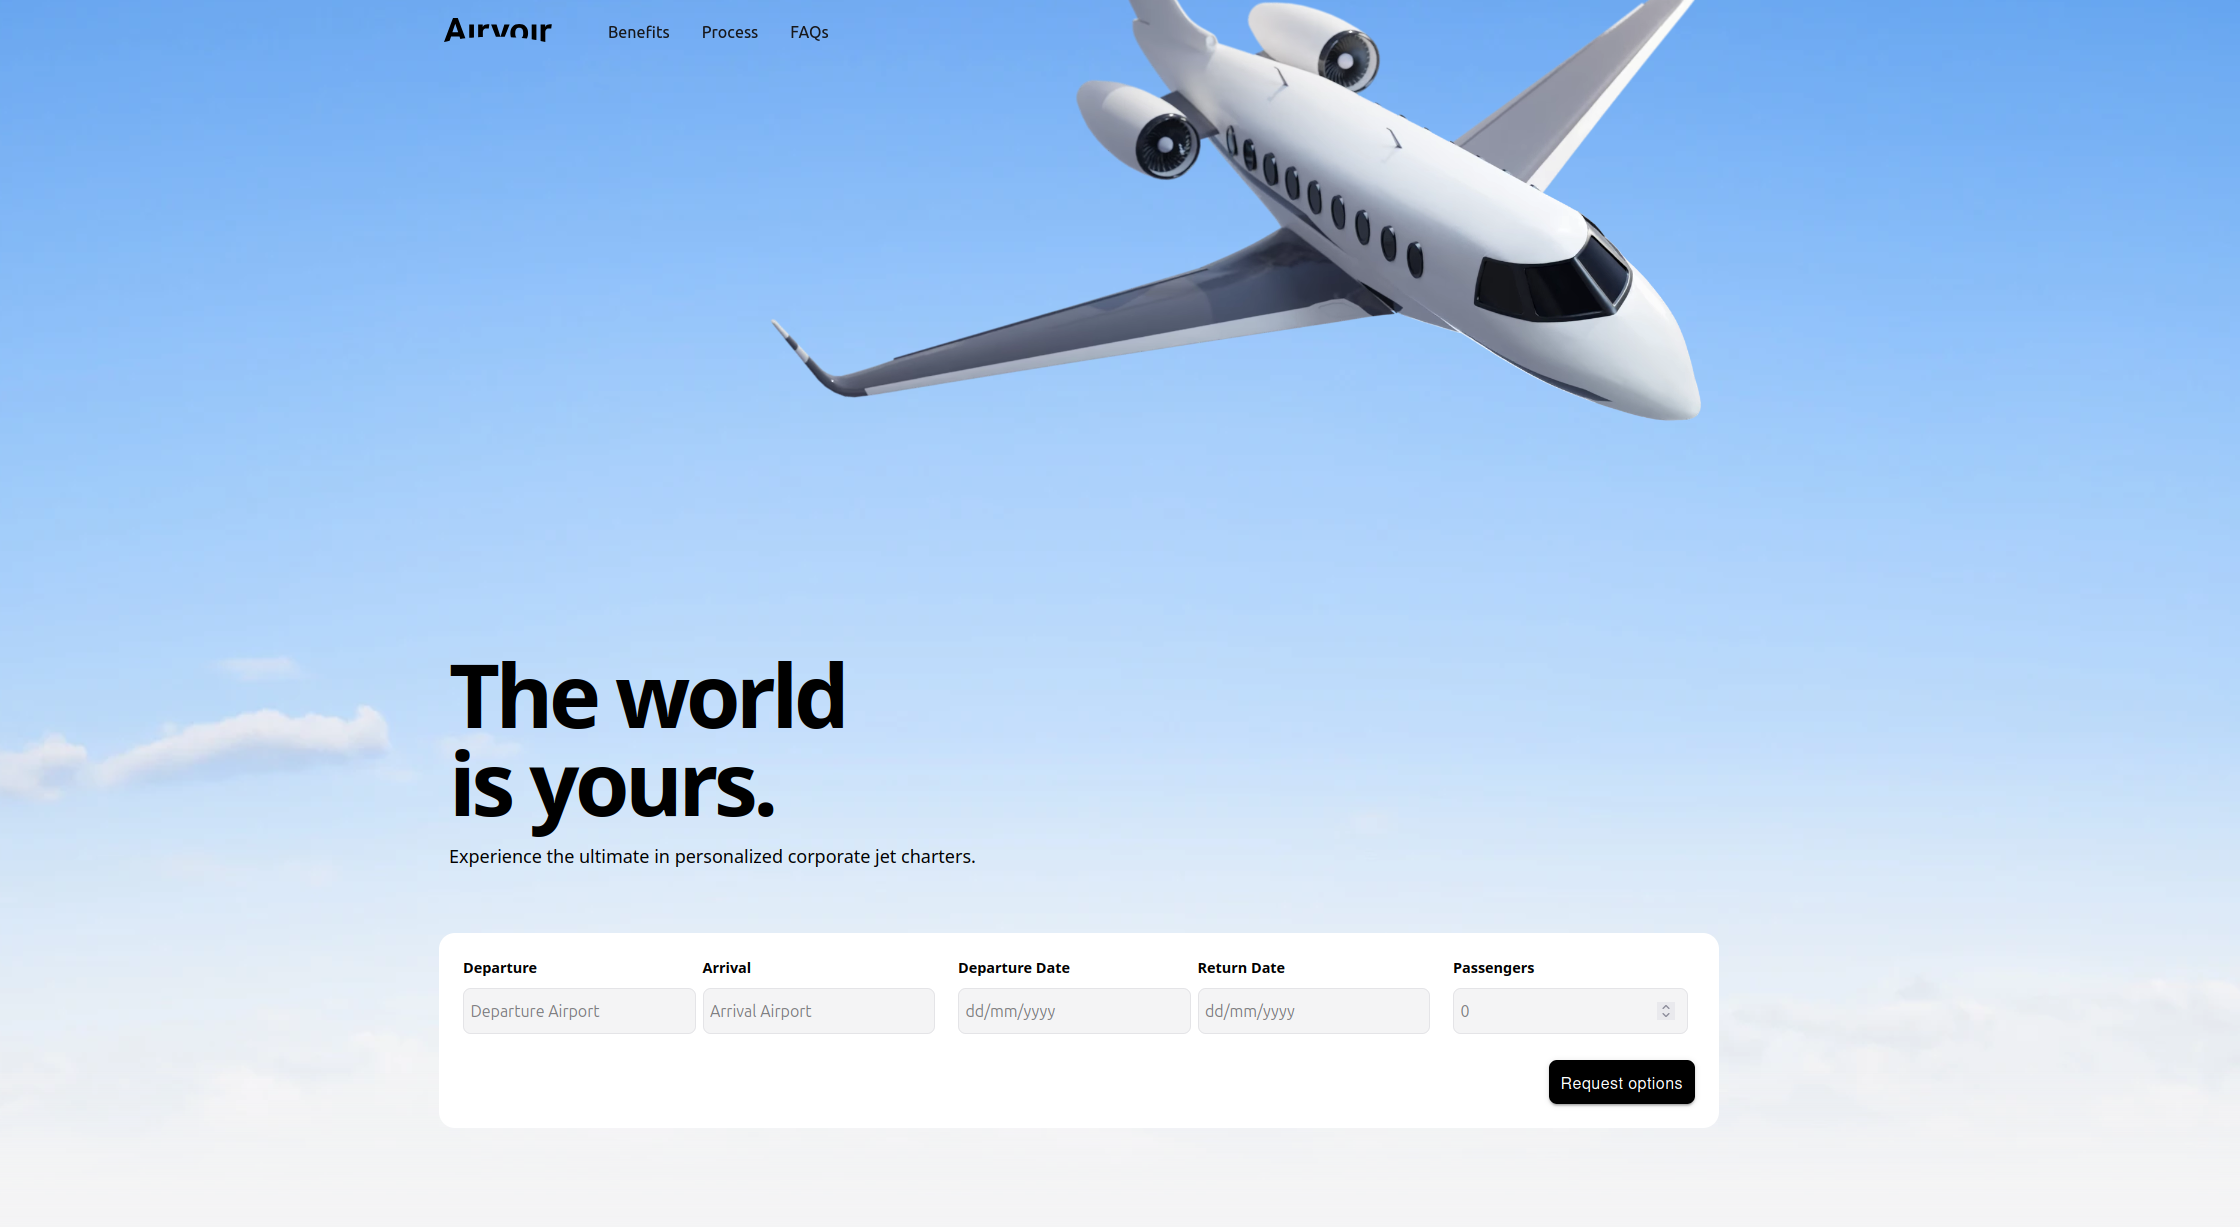 Airvoir
Benefits
Process
FAQs
The world
is yours.
Experience the ultimate in personalized corporate jet charters.
Departure
Arrival
Departure Date
Return Date
Passengers
Departure Airport
Arrival Airport
dd/mm/yyyy
dd/mm/yyyy
0
Request options